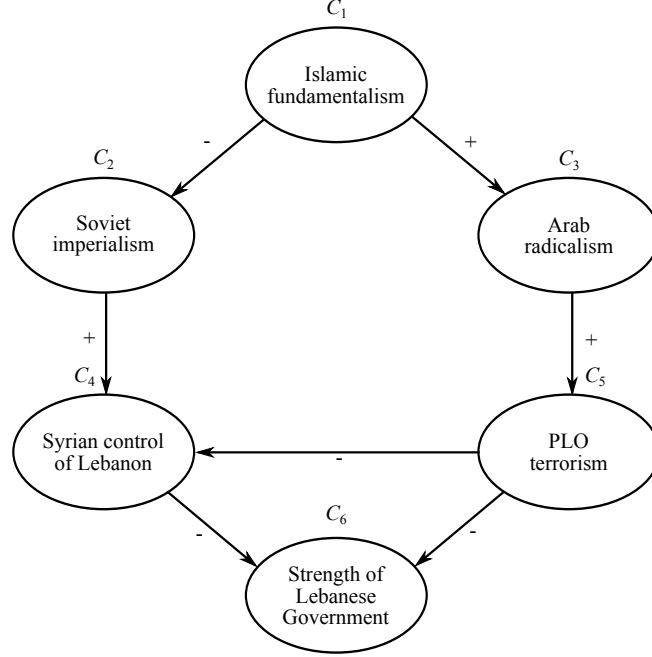 C1
Islamic
fundamentalism
-
+
C2
C3
Soviet
imperialism
Arab
radicalism
+
+
C4
C5
Syrian control
of Lebanon
PLO
terrorism
-
C6
-
-
Strength of
Lebanese
Government